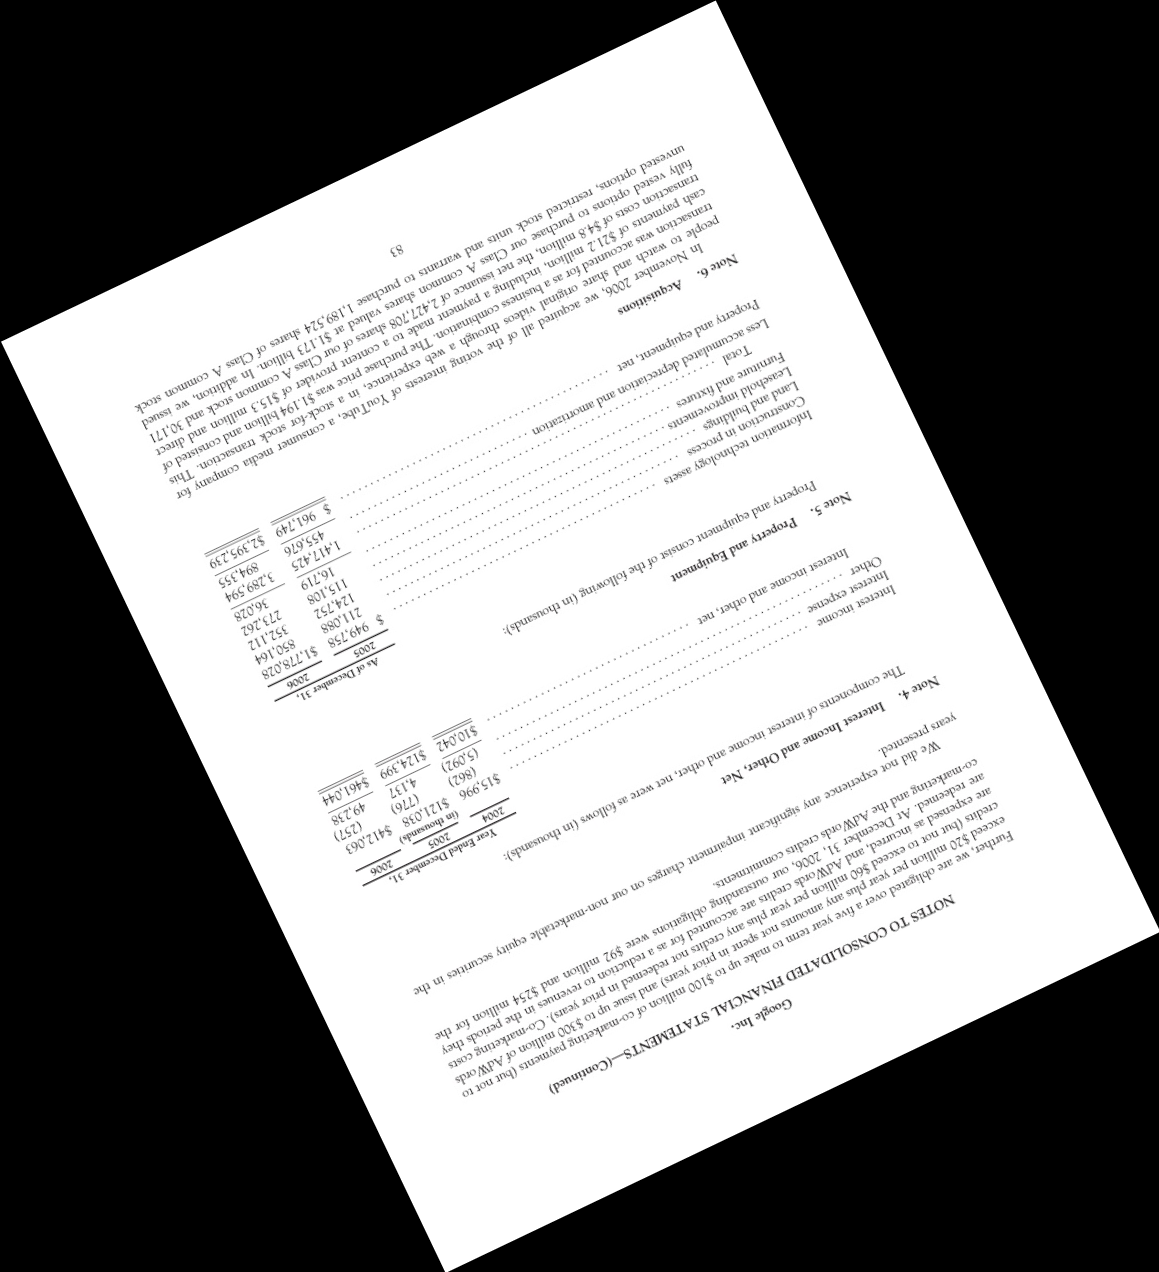 Google Inc.
NOTES TO CONSOLIDATED FINANCIAL STATEMENTS—(Continued)
Further, we are obligated over a five year term to make up to $100 million of co-marketing payments (but not to
exceed $20 million per year plus any amounts not spent in prior years) and issue up to $300 million of AdWords
credits (but not to exceed $60 million per year plus any credits not redeemed in prior years). Co-marketing costs
are expensed as incurred, and AdWords credits are accounted for as a reduction to revenues in the periods they
are redeemed. At December 31, 2006, our outstanding obligations were $92 million and $254 million for the
co-marketing and the AdWords credits commitments.
We did not experience any significant impairment charges on our non-marketable equity securities in the
years presented.
Note 4. Interest Income and Other, Net
The components of interest income and other, net were as follows (in thousands):
Year Ended December 31,
2004 2005 2006
(in thousands)
Interest income . . . . . . . . . . . . . . . . . . . . . . . . $15,996 $121,038 $412,063
Interest expense . . . . . . . . . . . . . . . . . . . . . . . . (862) (776) (257)
Other . . . . . . . . . . . . . . . . . . . . . . . . (5,092) 4,137 49,238
Interest income and other, net . . . . . . . . . . . . . . . . . . . . . . . . $10,042 $124,399 $461,044
Note 5. Property and Equipment
Property and equipment consist of the following (in thousands):
As of December 31,
2005 2006
Information technology assets . . . . . . . . . . . . . . . . . . . . . . . . $ 949,758 $1,778,028
Construction in process . . . . . . . . . . . . . . . . . . . . . . . . 211,088 850,164
Land and buildings . . . . . . . . . . . . . . . . . . . . . . . . 124,752 352,112
Leasehold improvements . . . . . . . . . . . . . . . . . . . . . . . . 115,108 273,262
Furniture and fixtures . . . . . . . . . . . . . . . . . . . . . . . . 16,719 36,028
Total . . . . . . . . . . . . . . . . . . . . . . . . 1,417,425 3,289,594
Less accumulated depreciation and amortization . . . . . . . . . . . . . . . . . . . . . . . . 455,676 894,355
Property and equipment, net . . . . . . . . . . . . . . . . . . . . . . . . $ 961,749 $2,395,239
Note 6. Acquisitions
In November 2006, we acquired all of the voting interests of YouTube, a consumer media company for
people to watch and share original videos through a web experience, in a stock-for-stock transaction. This
transaction was accounted for as a business combination. The purchase price was $1.194 billion and consisted of
cash payments of $21.2 million, including a payment made to a content provider of $15.3 million and direct
transaction costs of $4.8 million, the net issuance of 2,427,708 shares of our Class A common stock and 30,171
fully vested options to purchase our Class A common shares valued at $1.173 billion. In addition, we issued
unvested options, restricted stock units and warrants to purchase 1,189,524 shares of Class A common stock
83